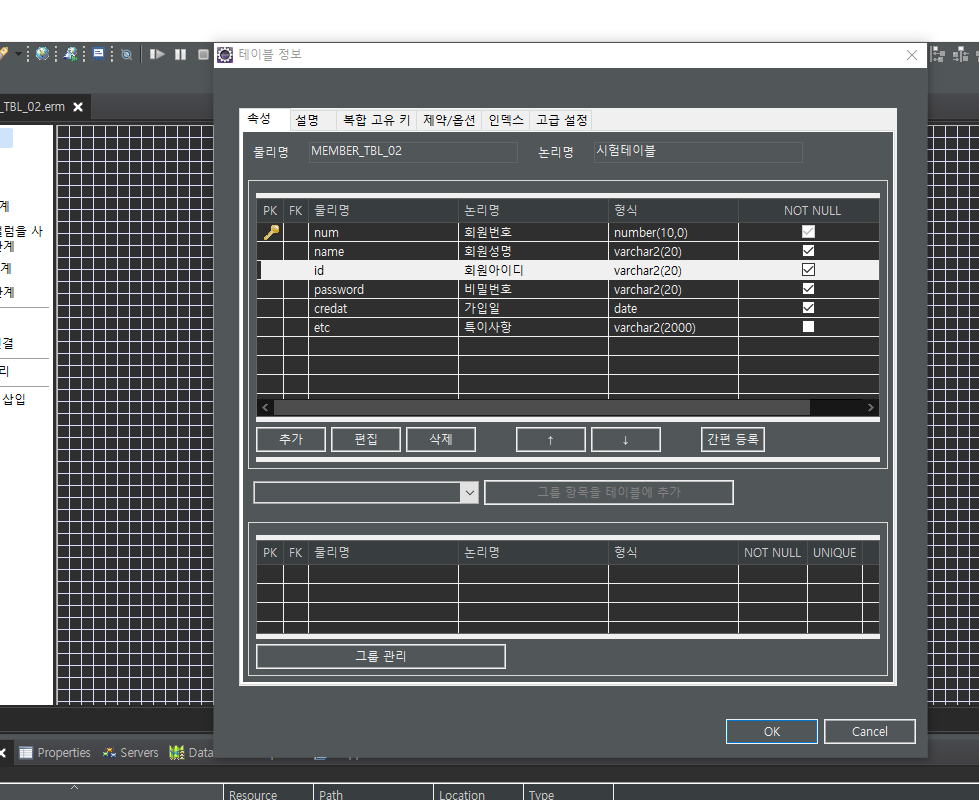 테이블 정보
_TBL_02.erm
속성 설명 복합 고유 키 제약/옵션 인덱스 고급 설정
물리명 MEMBER_TBL_02 논리명 시험테이블
PK FK 물리명 논리명 형식 NOT NULL
num 회원번호 number(10,0)
name 회원성명 varchar2(20)
id 회원아이디 varchar2(20)
password 비밀번호 varchar2(20)
credat 가입일 date
etc 특이사항 varchar2(2000)
계
럼을 사
관계
계
관계
결
리
삽입
추가 편집 삭제 ↑ ↓ 간편 등록
그룹 항목을 테이블에 추가
PK FK 물리명 논리명 형식 NOT NULL UNIQUE
그룹 관리
OK Cancel
Properties Servers Data
Resource Path Location Type